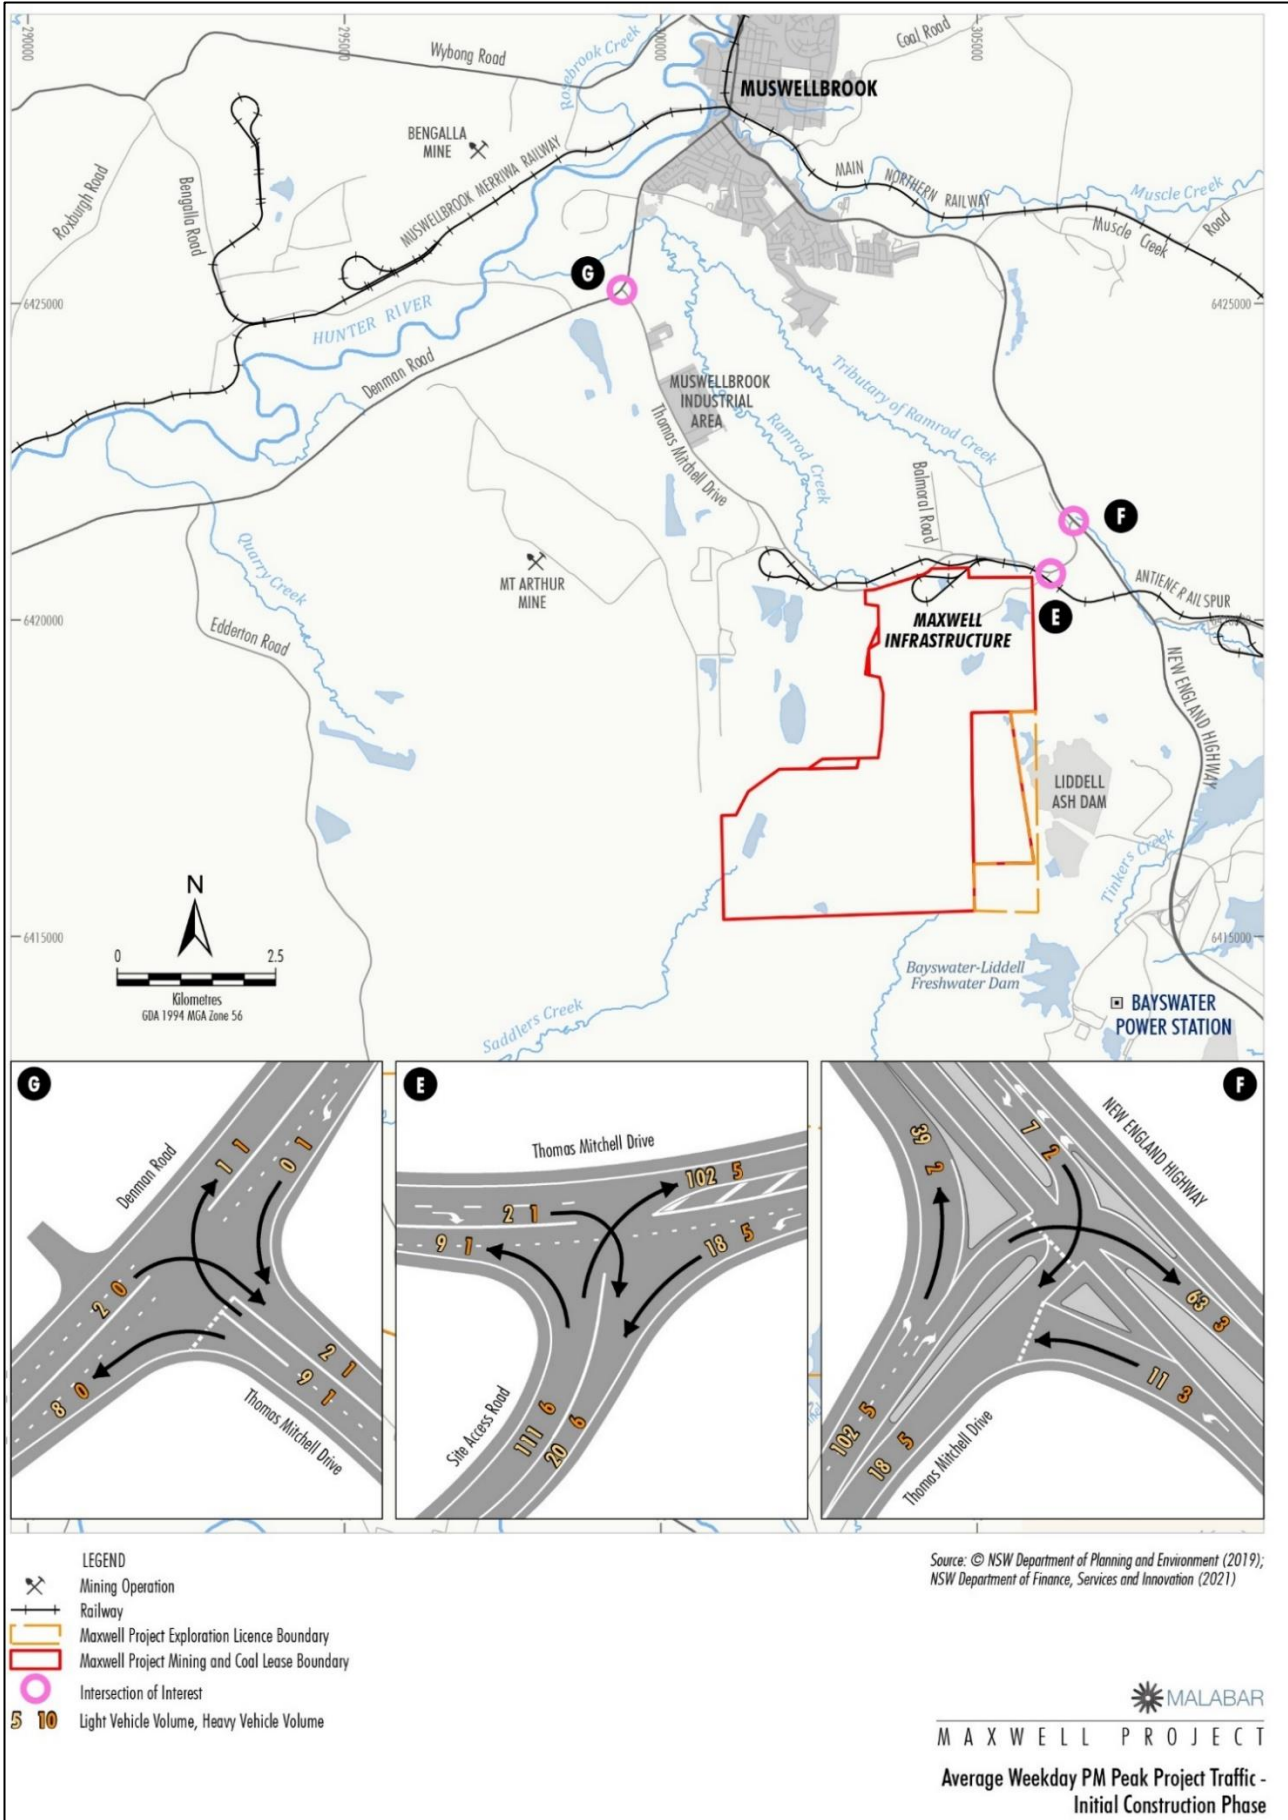 290000
295000
300000
305000
Wybong Road
Rosebrook Creek
Coal Road
MUSWELLBROOK
BENGALLA
MINE
MUSWELLBROOK MERRIWA RAILWAY
MAIN NORTHERN RAILWAY
Muscle Creek
Muscle Creek Road
Roxburgh Road
Bengalla Road
G
6425000
6425000
HUNTER RIVER
Denman Road
MUSWELLBROOK
INDUSTRIAL
AREA
Thomas Mitchell Drive
Ramrod Creek
Tributary of Ramrod Creek
Balmoral Road
F
Quarry Creek
MT ARTHUR
MINE
ANTIENE RAIL SPUR
E
MAXWELL
INFRASTRUCTURE
6420000
Edderton Road
NEW ENGLAND HIGHWAY
LIDDELL
ASH DAM
Tinkers Creek
N
0 2.5
Kilometres
GDA 1994 MGA Zone 56
6415000
6415000
Bayswater-Liddell
Freshwater Dam
BAYSWATER
POWER STATION
Saddlers Creek
G
Denman Road
1 1
0 1
2 0
8 0
2 1
9 1
Thomas Mitchell Drive
E
Thomas Mitchell Drive
102 5
2 1
9 1
18 5
111 6
20 6
Site Access Road
F
NEW ENGLAND HIGHWAY
39 2
7 2
63 3
11 3
102 5
18 5
Thomas Mitchell Drive
LEGEND
Mining Operation
Railway
Maxwell Project Exploration Licence Boundary
Maxwell Project Mining and Coal Lease Boundary
Intersection of Interest
5 10 Light Vehicle Volume, Heavy Vehicle Volume
Source: © NSW Department of Planning and Environment (2019);
NSW Department of Finance, Services and Innovation (2021)
MALABAR
MAXWELL PROJECT
Average Weekday PM Peak Project Traffic -
Initial Construction Phase